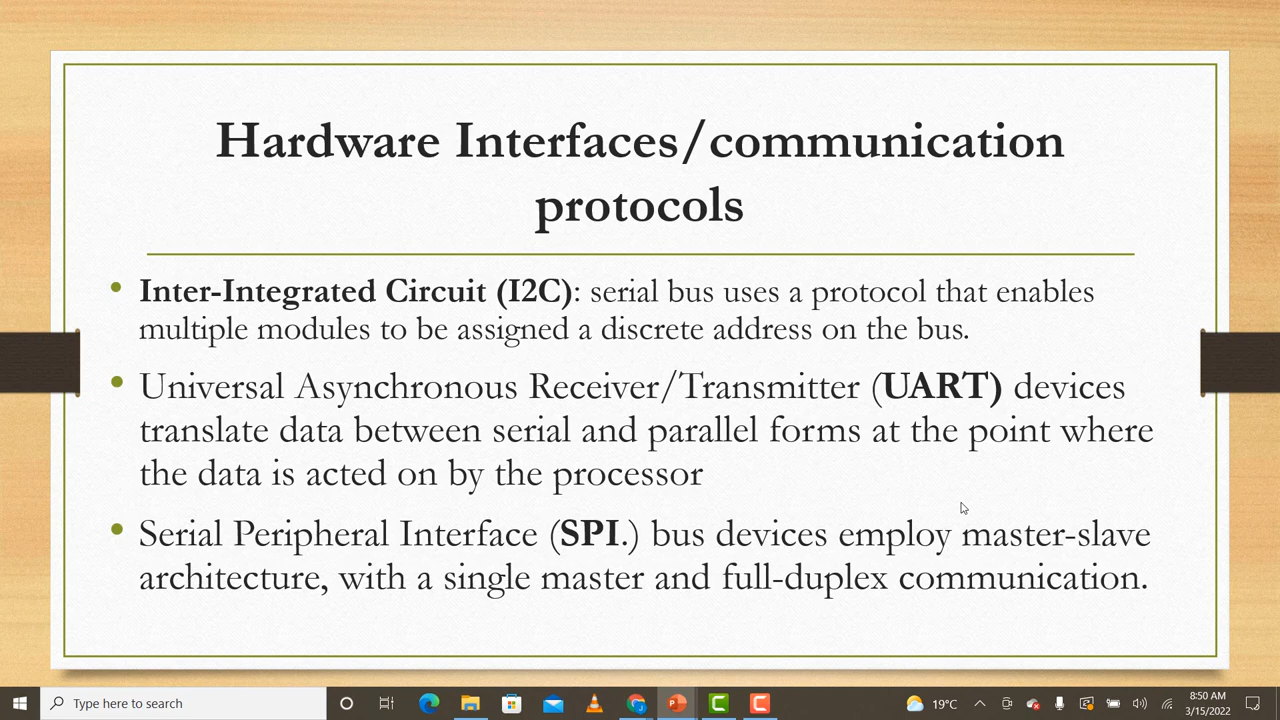 Hardware Interfaces/communication
protocols
• Inter-Integrated Circuit (I2C): serial bus uses a protocol that enables
multiple modules to be assigned a discrete address on the bus.
• Universal Asynchronous Receiver/Transmitter (UART) devices
translate data between serial and parallel forms at the point where
the data is acted on by the processor
• Serial Peripheral Interface (SPI.) bus devices employ master-slave
architecture, with a single master and full-duplex communication.
Type here to search
19°C
8:50 AM
3/15/2022